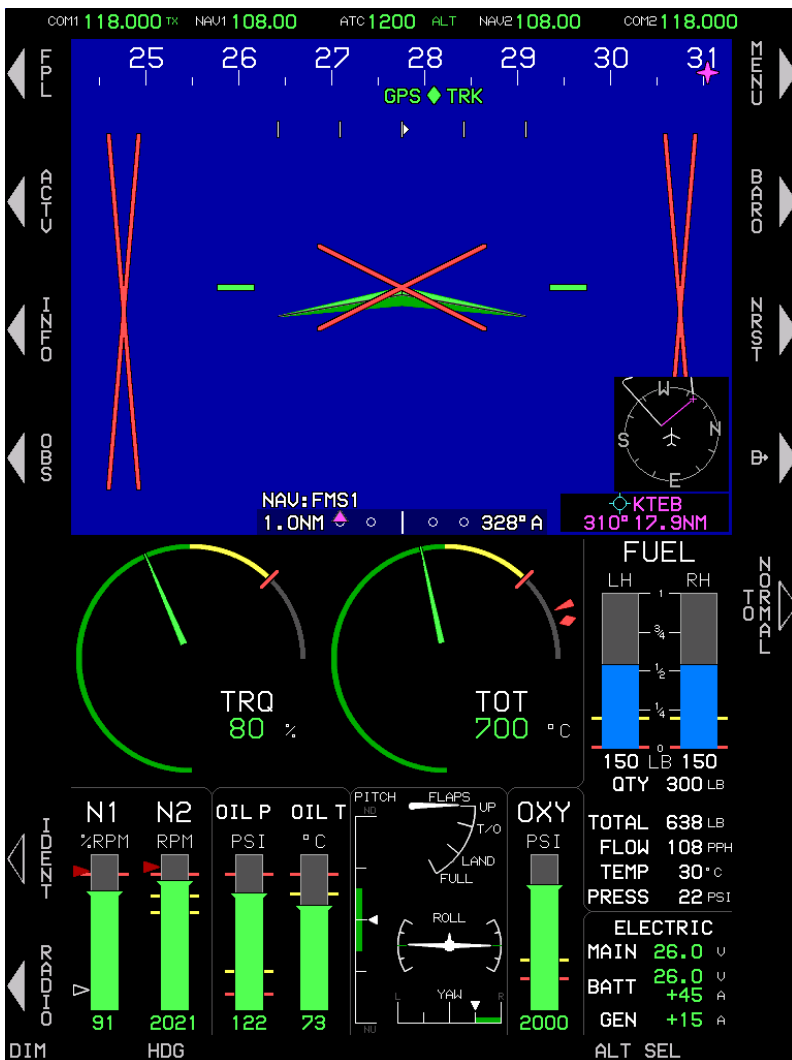 COM1 118.000 TX NAV1 108.00 ATC 1200 ALT NAV2 108.00 COM2 118.000
FPL
MENU
25 26 27 28 29 30 31
GPS TRK
ACTV
BARO
INFO
NRST
OBS
D
W
S N
E
NAV:FMS1
1.0NM 328°A
KTEB
310° 17.9NM
TRQ
80 %
TOT
700 °C
FUEL
LH RH
1
3/4
1/2
1/4
0
150 LB 150
QTY 300 LB
TO NORMAL
TOTAL 638 LB
FLOW 108 PPH
TEMP 30°C
PRESS 22 PSI
IDENT
N1 N2
%RPM RPM
91 2021
OIL P OIL T
PSI °C
122 73
PITCH
ND
NU
FLAPS
UP
T/O
LAND
FULL
ROLL
YAW
L R
OXY
PSI
2000
ELECTRIC
MAIN 26.0 V
BATT 26.0 V
+45 A
GEN +15 A
RADIO
DIM HDG ALT SEL